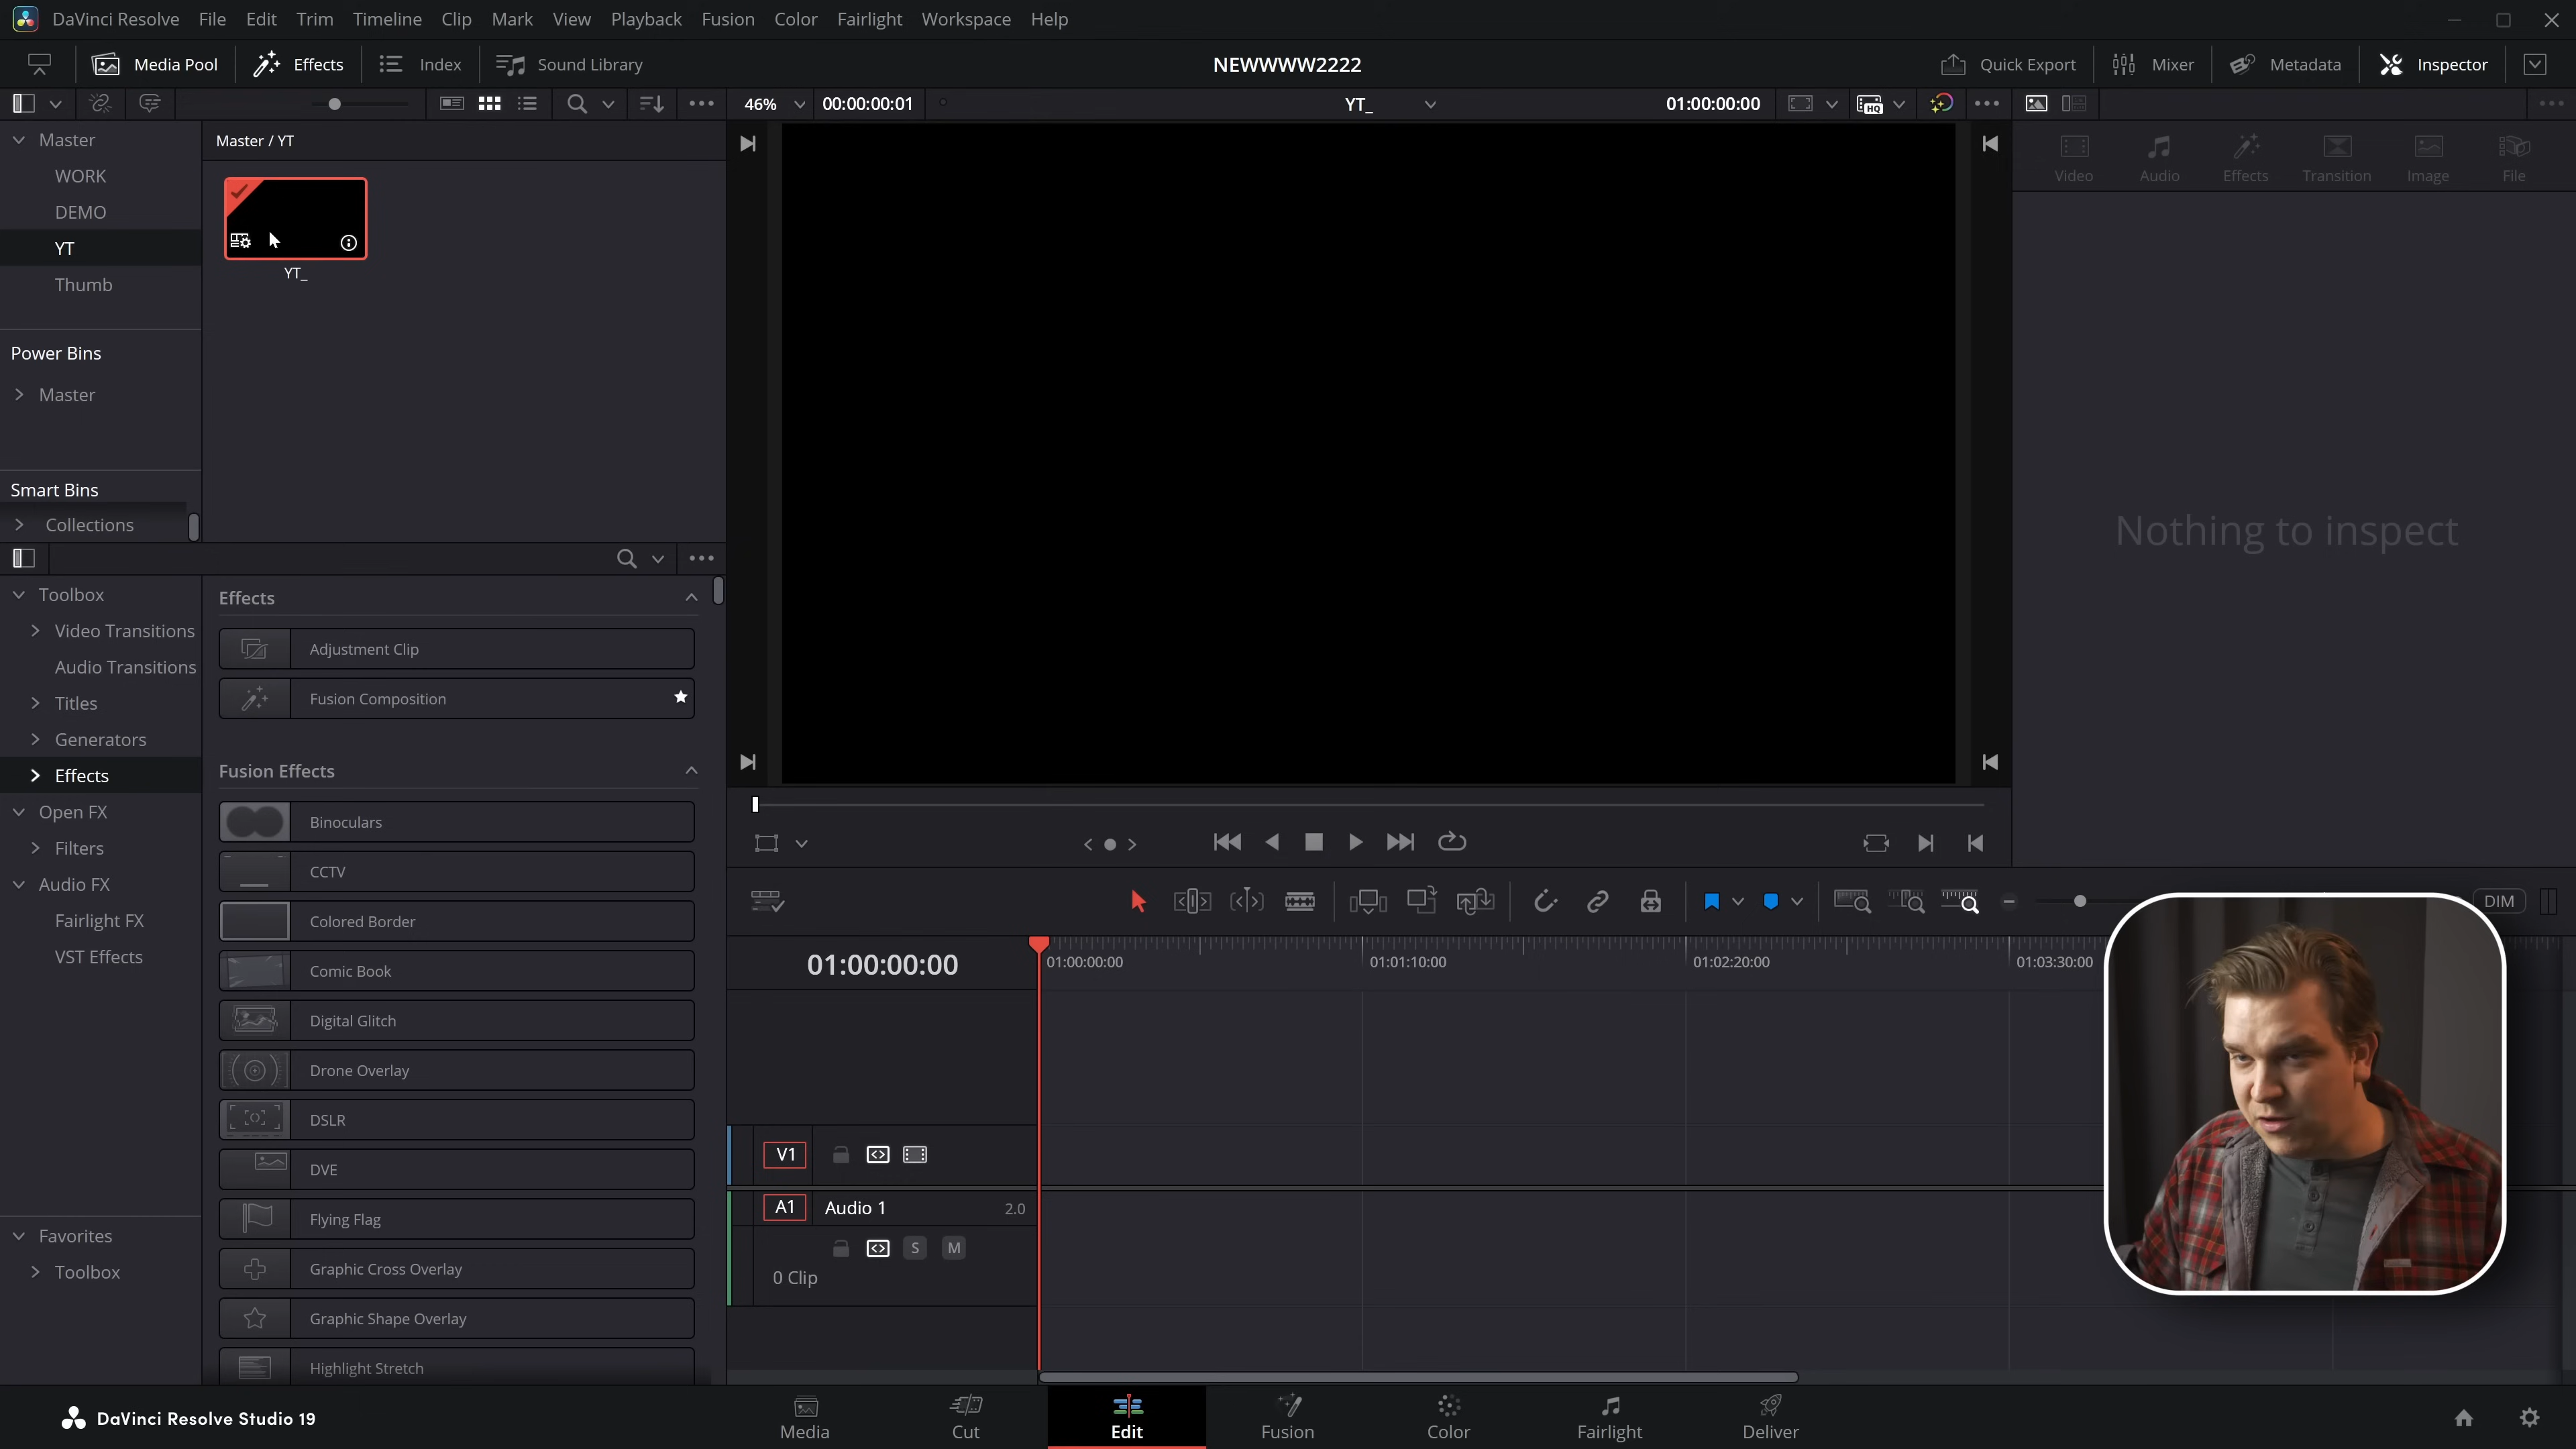 DaVinci Resolve File Edit Trim Timeline Clip Mark View Playback Fusion Color Fairlight Workspace Help
Media Pool Effects Index Sound Library NEWWWW2222 Quick Export Mixer Metadata Inspector
46% 00:00:00:01 YT_ 01:00:00:00 HQ
Master
WORK
DEMO
YT
Thumb
Power Bins
Master
Smart Bins
Collections
Master / YT
YT_
Video Audio Effects Transition Image File
Nothing to inspect
Toolbox
Video Transitions
Audio Transitions
Titles
Generators
Effects
Open FX
Filters
Audio FX
Fairlight FX
VST Effects
Favorites
Toolbox
Effects
Adjustment Clip
Fusion Composition
Fusion Effects
Binoculars
CCTV
Colored Border
Comic Book
Digital Glitch
Drone Overlay
DSLR
DVE
Flying Flag
Graphic Cross Overlay
Graphic Shape Overlay
Highlight Stretch
DIM
01:00:00:00 01:00:00:00 01:01:10:00 01:02:20:00 01:03:30:00
V1
A1 Audio 1 2.0
S M
0 Clip
DaVinci Resolve Studio 19 Media Cut Edit Fusion Color Fairlight Deliver